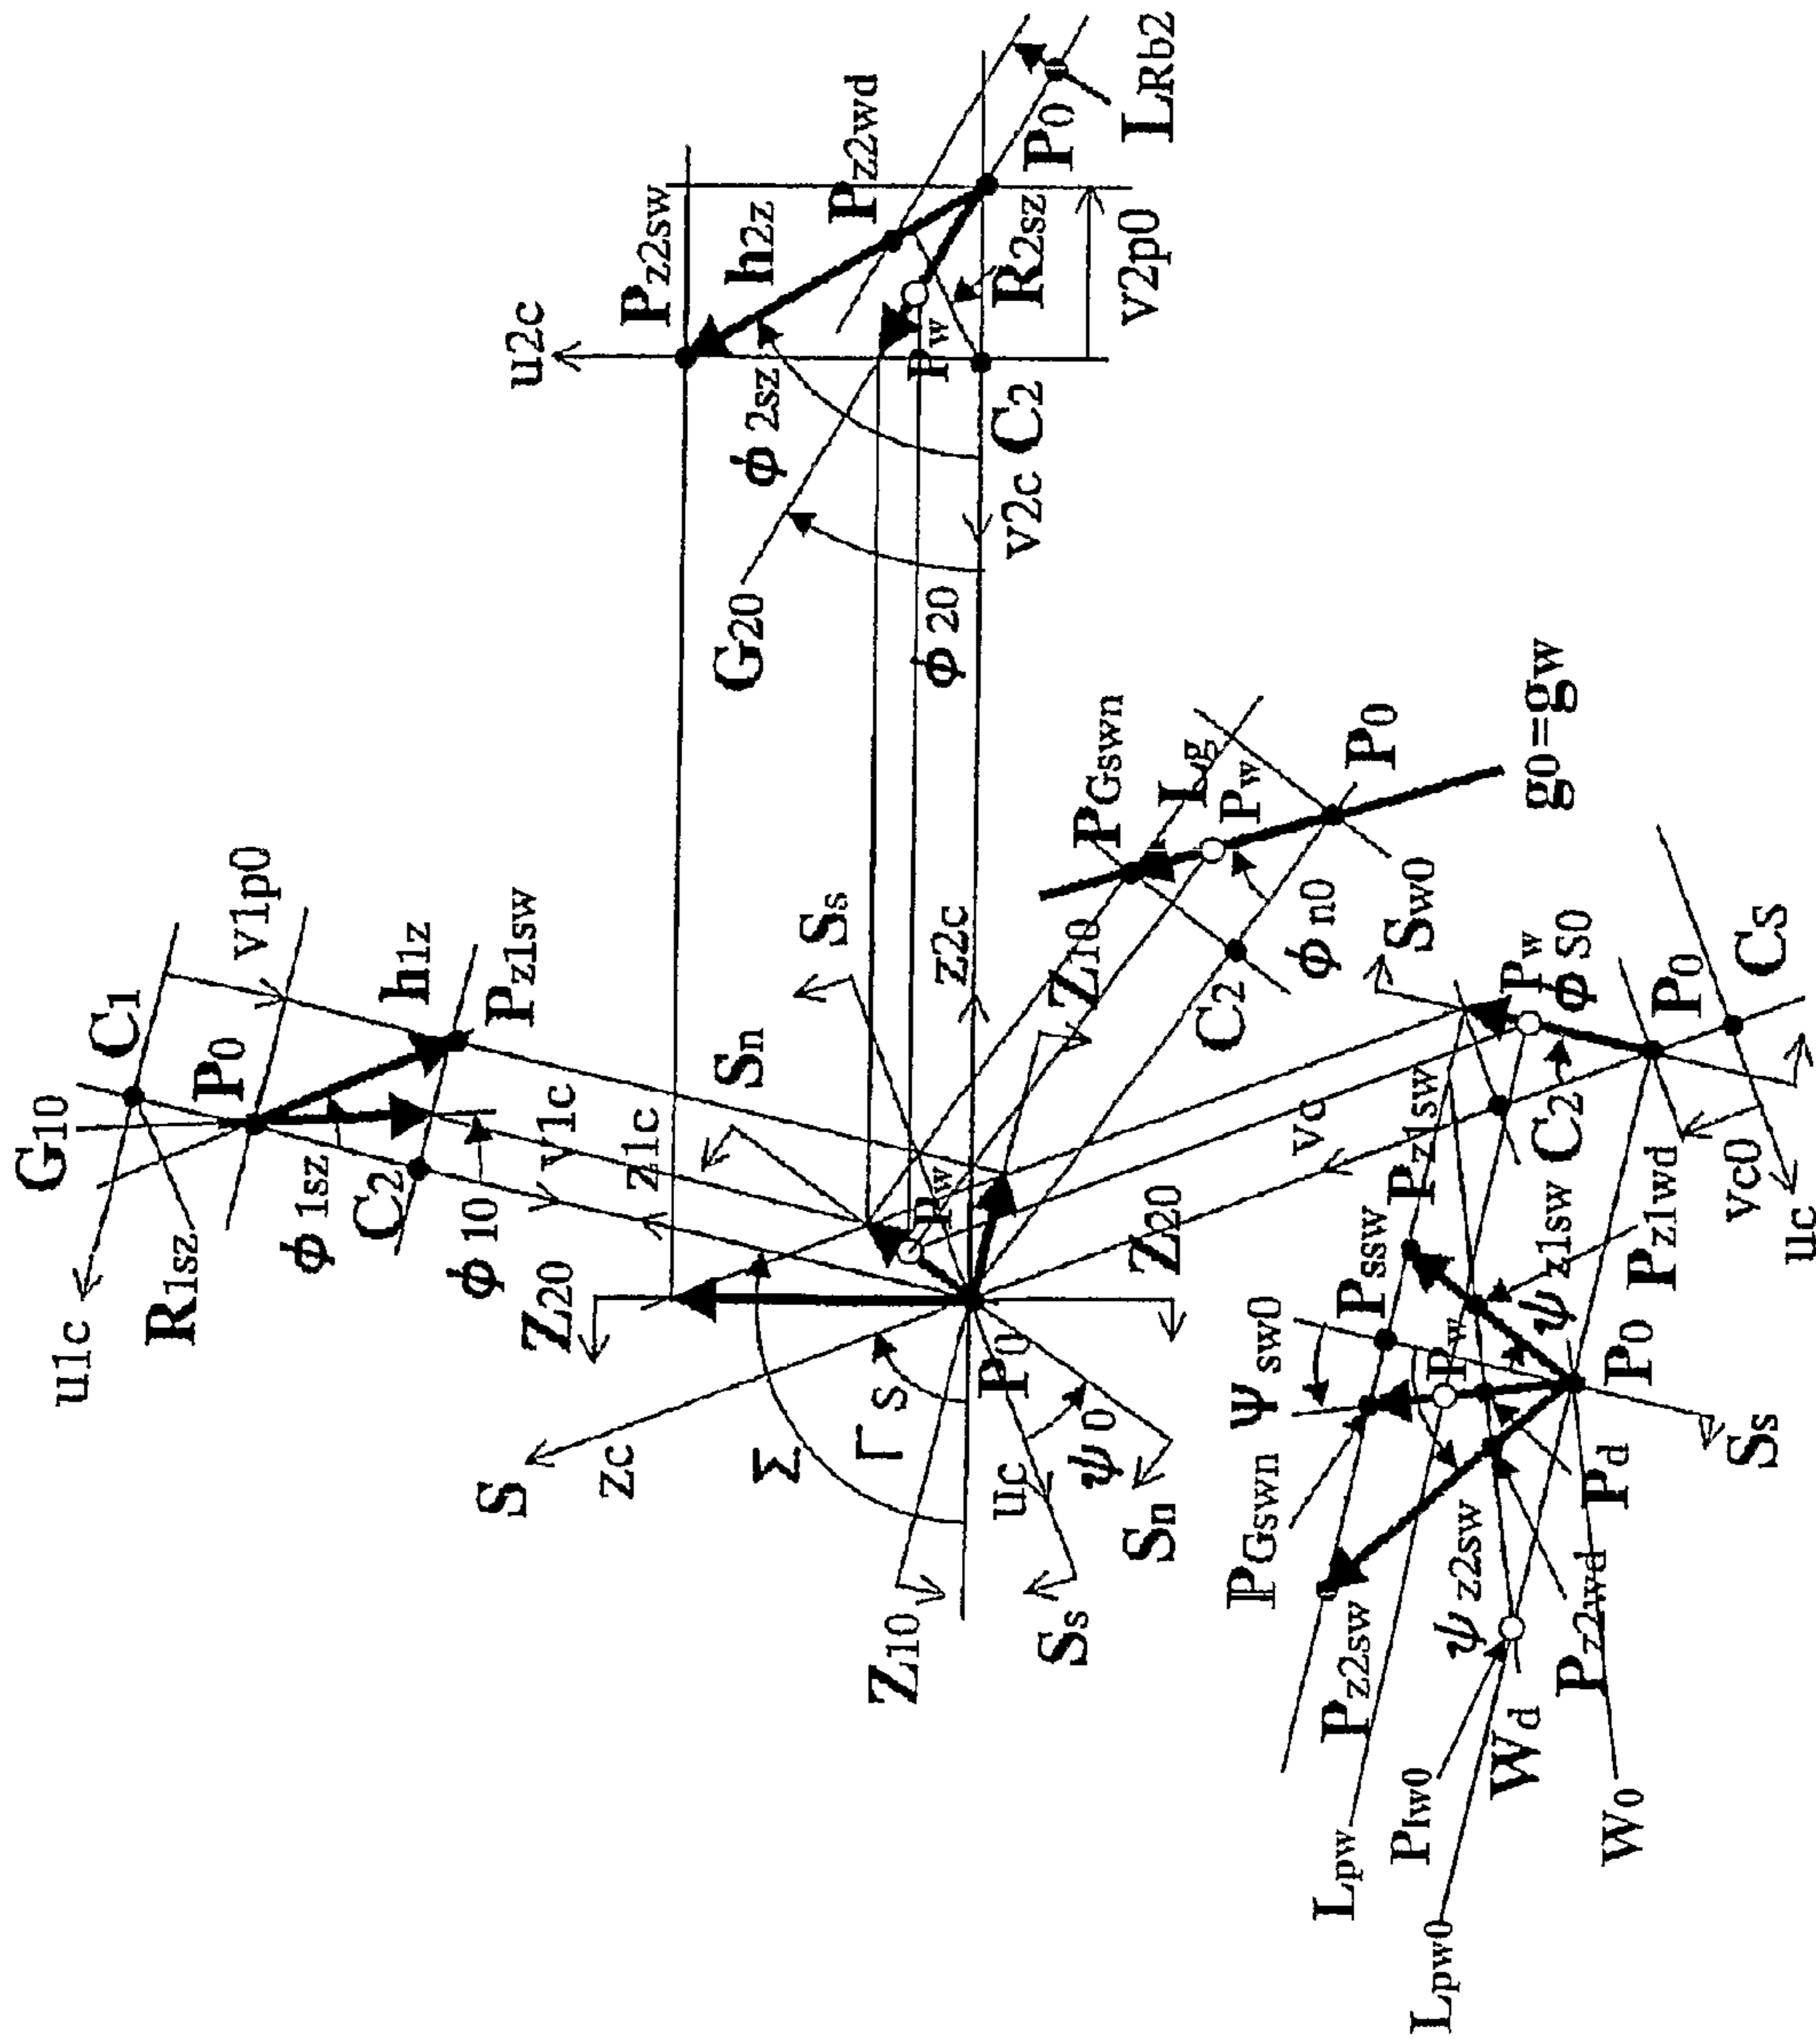 G10
C1
P0
v1p0
u1c
R1sz
ϕ1sz
C2
h1z
Pz1sw
ϕ10
v1c
z1c
Z20
Sn
Ss
S
zc
Σ
ΓS
P0
Pw
Z10
uc
ψ0
Sn
Ss
Z20
Z10
z2c
u2c
Pz2sw
h2z
Pz2wd
P0
LRb2
ϕ2sz
Pw
R2sz
v2p0
C2
v2c
G20
ϕ20
PGswn
Lg
Pw
P0
C2
ϕn0
g0=gw
Sw0
Pw
ϕS0
P0
CS
vc
C2
vc0
uc
Pz1sw
Pssw
ψz1sw
Pz1wd
Ψsw0
Pw
P0
PGswn
Pd
Ss
Pz2sw
ψz2sw
Pz2wd
Wd
Plw0
W0
Lpw
Lpw0